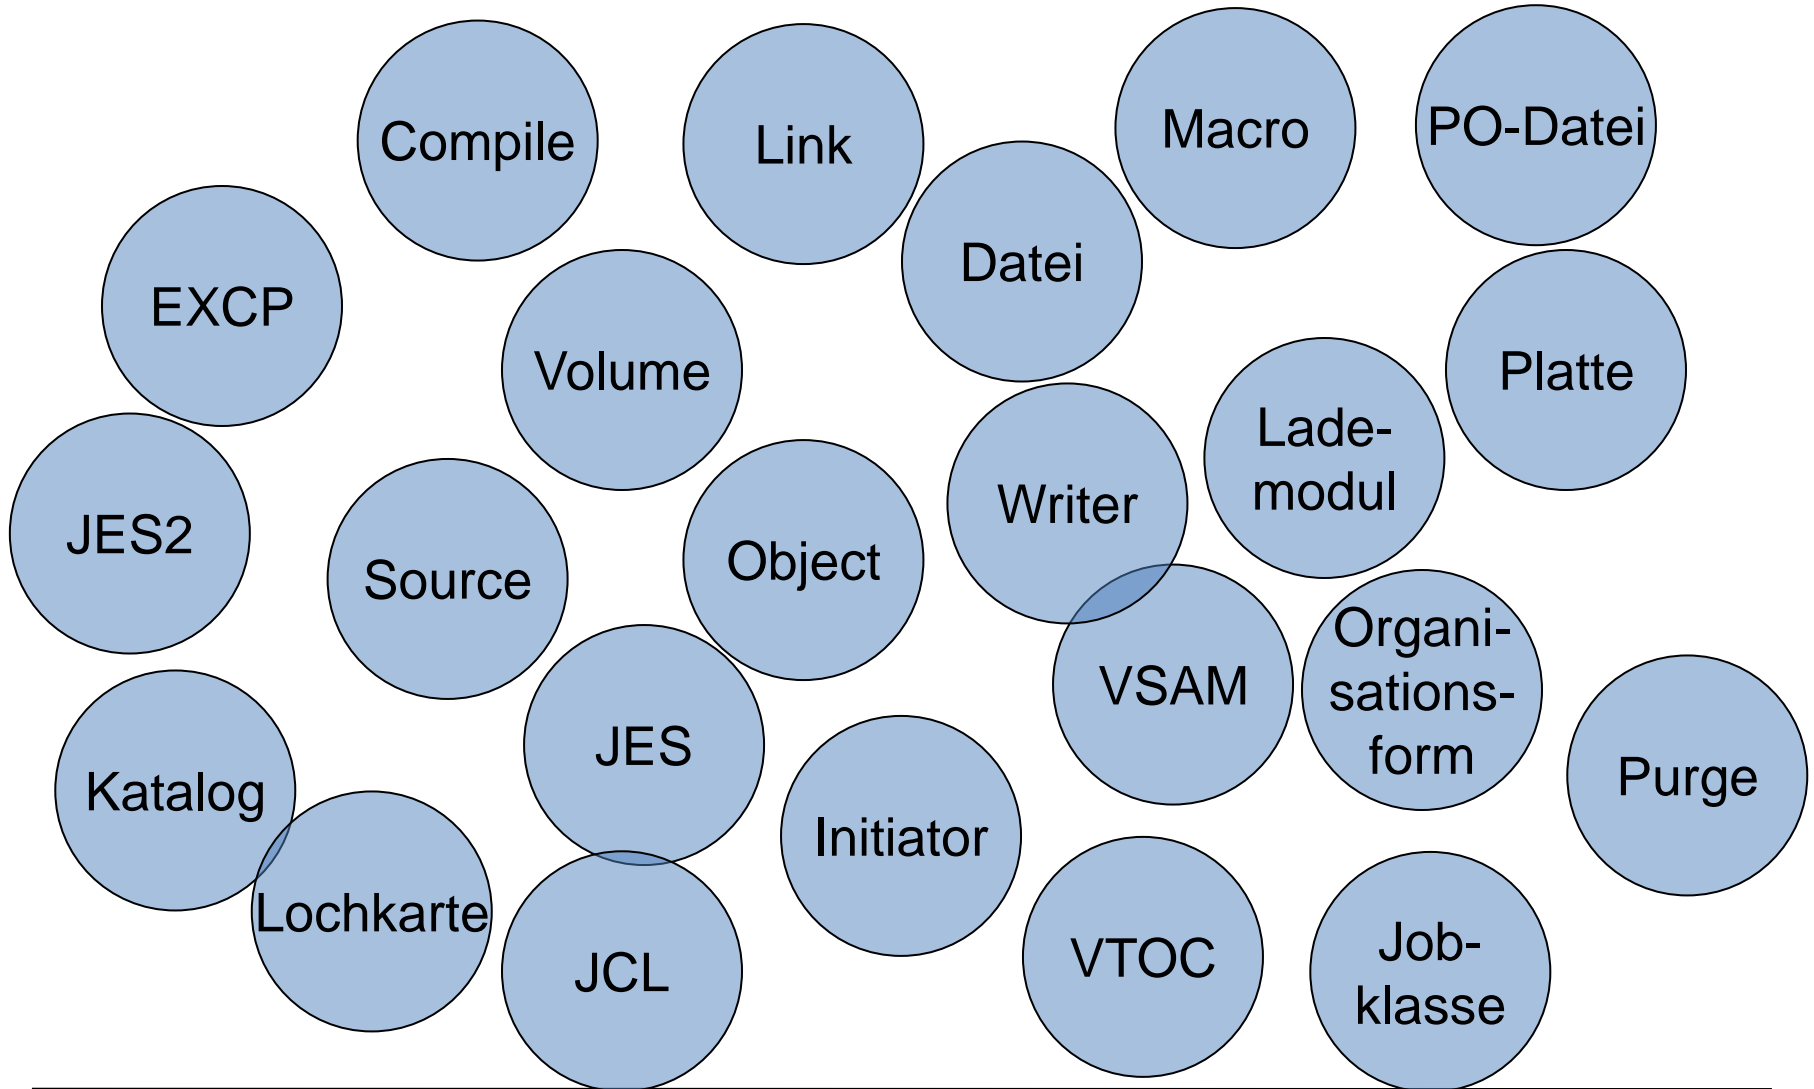 Compile
Link
Macro
PO-Datei
Datei
EXCP
Volume
Platte
Lade-
modul
Writer
JES2
Source
Object
Organi-
sations-
form
VSAM
JES
Purge
Katalog
Initiator
Lochkarte
JCL
VTOC
Job-
klasse